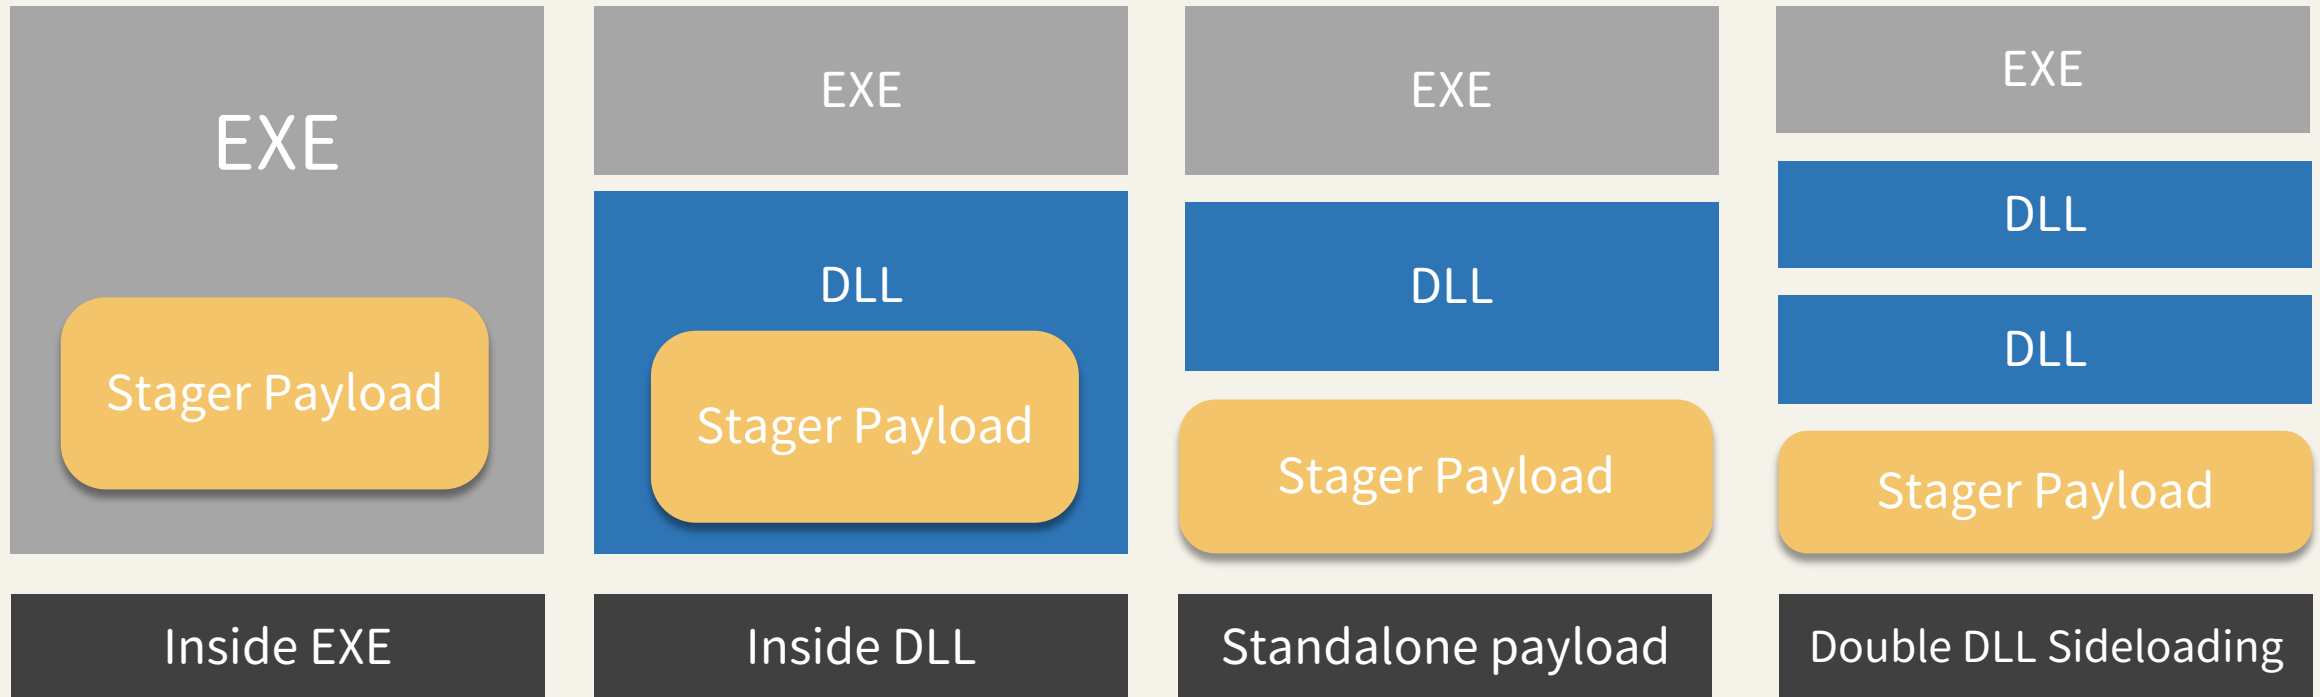 EXE
Stager Payload
Inside EXE
EXE
DLL
Stager Payload
Inside DLL
EXE
DLL
Stager Payload
Standalone payload
EXE
DLL
DLL
Stager Payload
Double DLL Sideloading